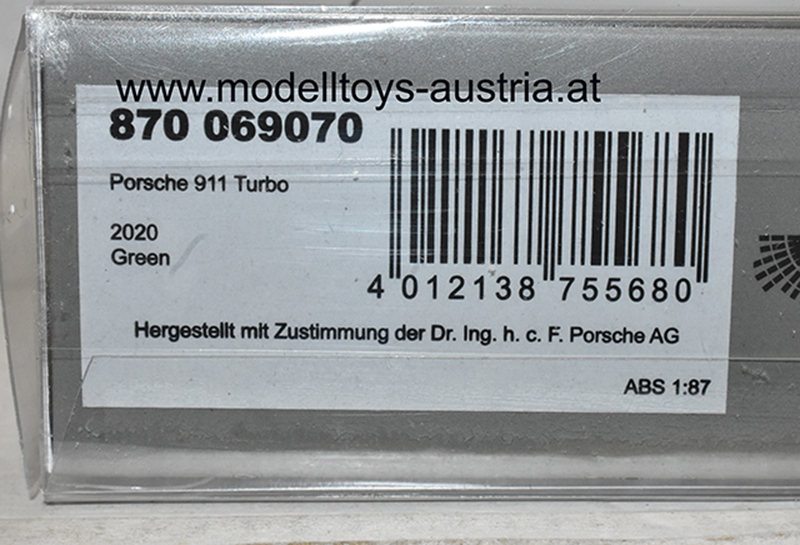 www.modelltoys-austria.at
870 069070
Porsche 911 Turbo
2020
Green
4 012138 755680
Hergestellt mit Zustimmung der Dr. Ing. h. c. F. Porsche AG
ABS 1:87